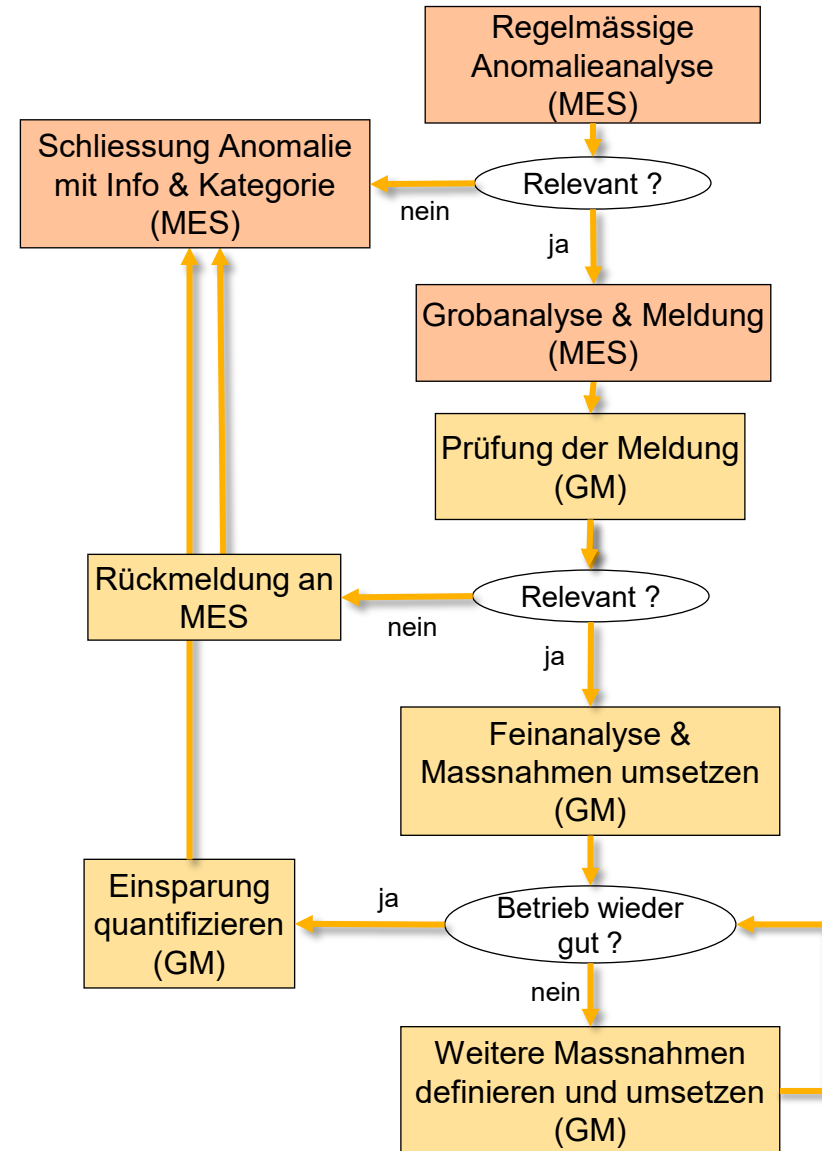 Regelmässige
Anomalieanalyse
(MES)
Schliessung Anomalie
mit Info & Kategorie
(MES)
Relevant ?
nein
ja
Grobanalyse & Meldung
(MES)
Prüfung der Meldung
(GM)
Rückmeldung an
MES
Relevant ?
nein
ja
Feinanalyse &
Massnahmen umsetzen
(GM)
Einsparung
quantifizieren
(GM)
ja
Betrieb wieder
gut ?
nein
Weitere Massnahmen
definieren und umsetzen
(GM)